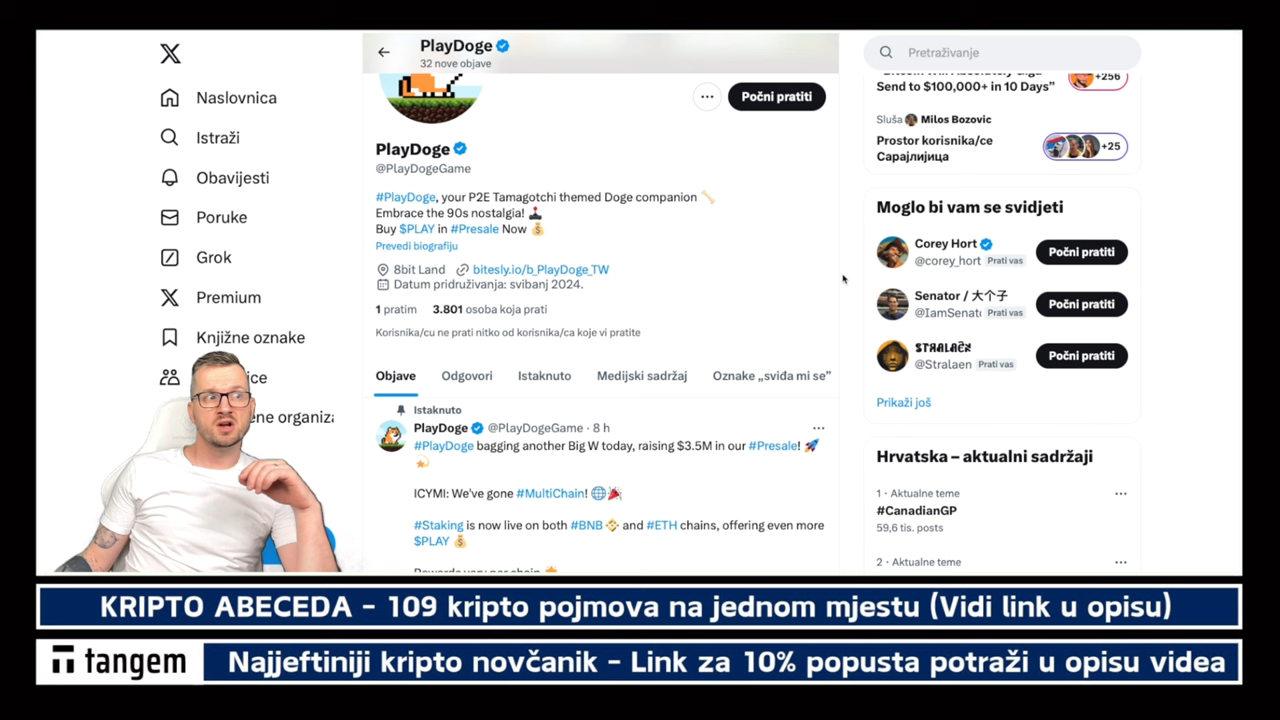 Naslovnica
Istraži
Obavijesti
Poruke
Grok
Premium
Knjižne oznake
PlayDoge
32 nove objave
Počni pratiti
PlayDoge
@PlayDogeGame
#PlayDoge, your P2E Tamagotchi themed Doge companion
Embrace the 90s nostalgia!
Buy $PLAY in #Presale Now
Prevedi biografiju
8bit Land bitesly.io/b_PlayDoge_TW
Datum pridruživanja: svibanj 2024.
1 pratim 3.801 osoba koja prati
Korisnika/cu ne prati nitko od korisnika/ca koje vi pratite
Objave Odgovori Istaknuto Medijski sadržaj Oznake „sviđa mi se”
Istaknuto
PlayDoge @PlayDogeGame · 8 h
#PlayDoge bagging another Big W today, raising $3.5M in our #Presale!
ICYMI: We've gone #MultiChain!
#Staking is now live on both #BNB and #ETH chains, offering even more
$PLAY
Pretraživanje
+256
Send to $100,000+ in 10 Days”
Sluša Milos Bozovic
Prostor korisnika/ce
Сарајлијица
+25
Moglo bi vam se svidjeti
Corey Hort
@corey_hort Prati vas
Počni pratiti
Senator / 大个子
@IamSenato Prati vas
Počni pratiti
@Stralaen Prati vas
Počni pratiti
Prikaži još
Hrvatska – aktualni sadržaji
1 · Aktualne teme
#CanadianGP
59,6 tis. posts
2 · Aktualne teme
KRIPTO ABECEDA - 109 kripto pojmova na jednom mjestu (Vidi link u opisu)
tangem
Najjeftiniji kripto novčanik - Link za 10% popusta potraži u opisu videa